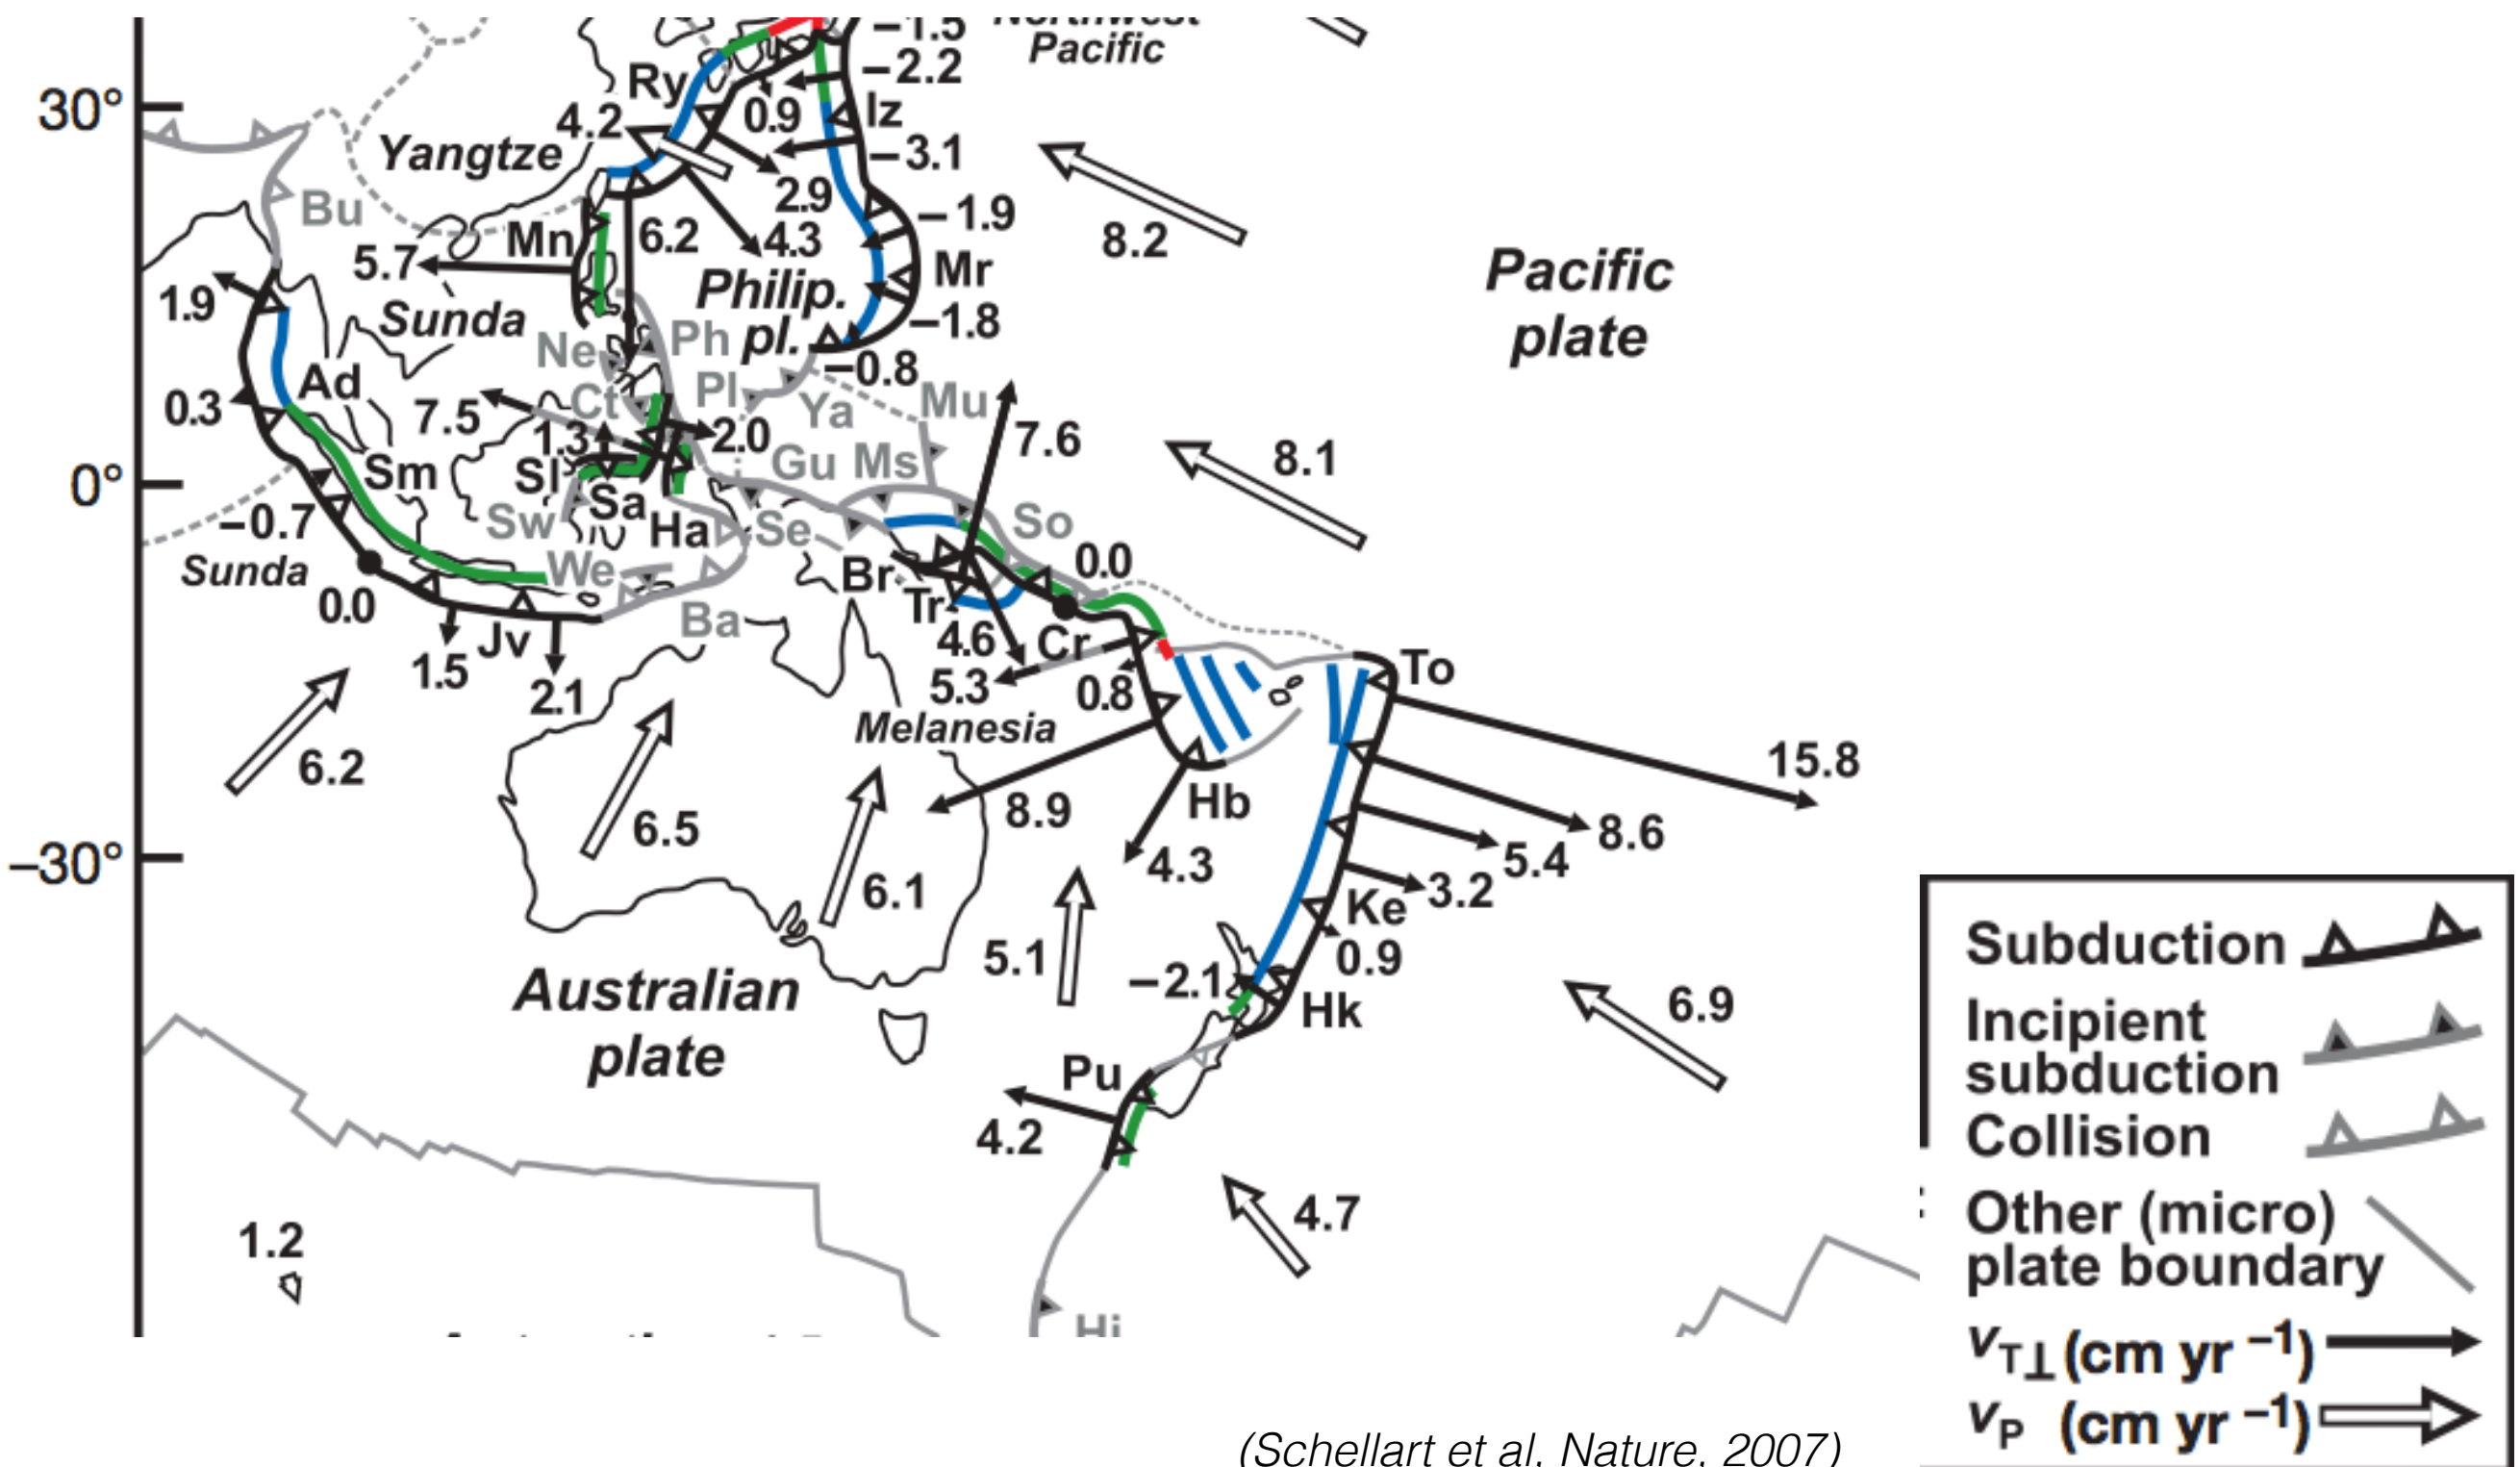 –1.5
Northwest
Pacific
–2.2
30°
Ry
0.9
Iz
4.2
Yangtze
–3.1
2.9
Bu
–1.9
Mn
6.2
4.3
8.2
5.7
Philip.
pl.
Mr
Pacific
plate
1.9
Sunda
–1.8
Ne
Ph
–0.8
Ad
Ct
Pl
Ya
Mu
0.3
7.5
1.3
2.0
7.6
8.1
Gu
Ms
0°
Sm
Sl
Sa
Sw
Ha
Se
So
–0.7
Sunda
0.0
We
Br
0.0
Tr
Ba
4.6
Cr
Jv
1.5
2.1
5.3
0.8
To
Melanesia
6.2
15.8
8.9
Hb
6.5
8.6
5.4
–30°
4.3
6.1
3.2
Ke
5.1
0.9
–2.1
Hk
Australian
plate
6.9
Pu
4.2
4.7
1.2
Hi
Subduction
Incipient
subduction
Collision
Other (micro)
plate boundary
vT⊥ (cm yr –1)
vP (cm yr –1)
(Schellart et al, Nature, 2007)